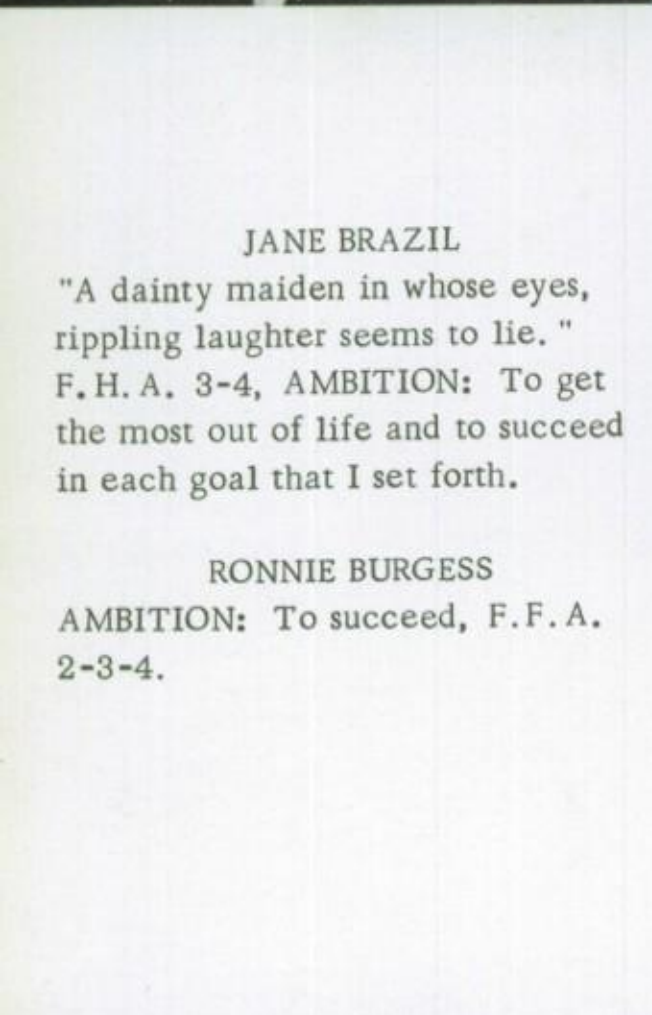 JANE BRAZIL
"A dainty maiden in whose eyes,
rippling laughter seems to lie. "
F. H. A. 3-4, AMBITION: To get
the most out of life and to succeed
in each goal that I set forth.
RONNIE BURGESS
AMBITION: To succeed, F. F. A.
2-3-4.